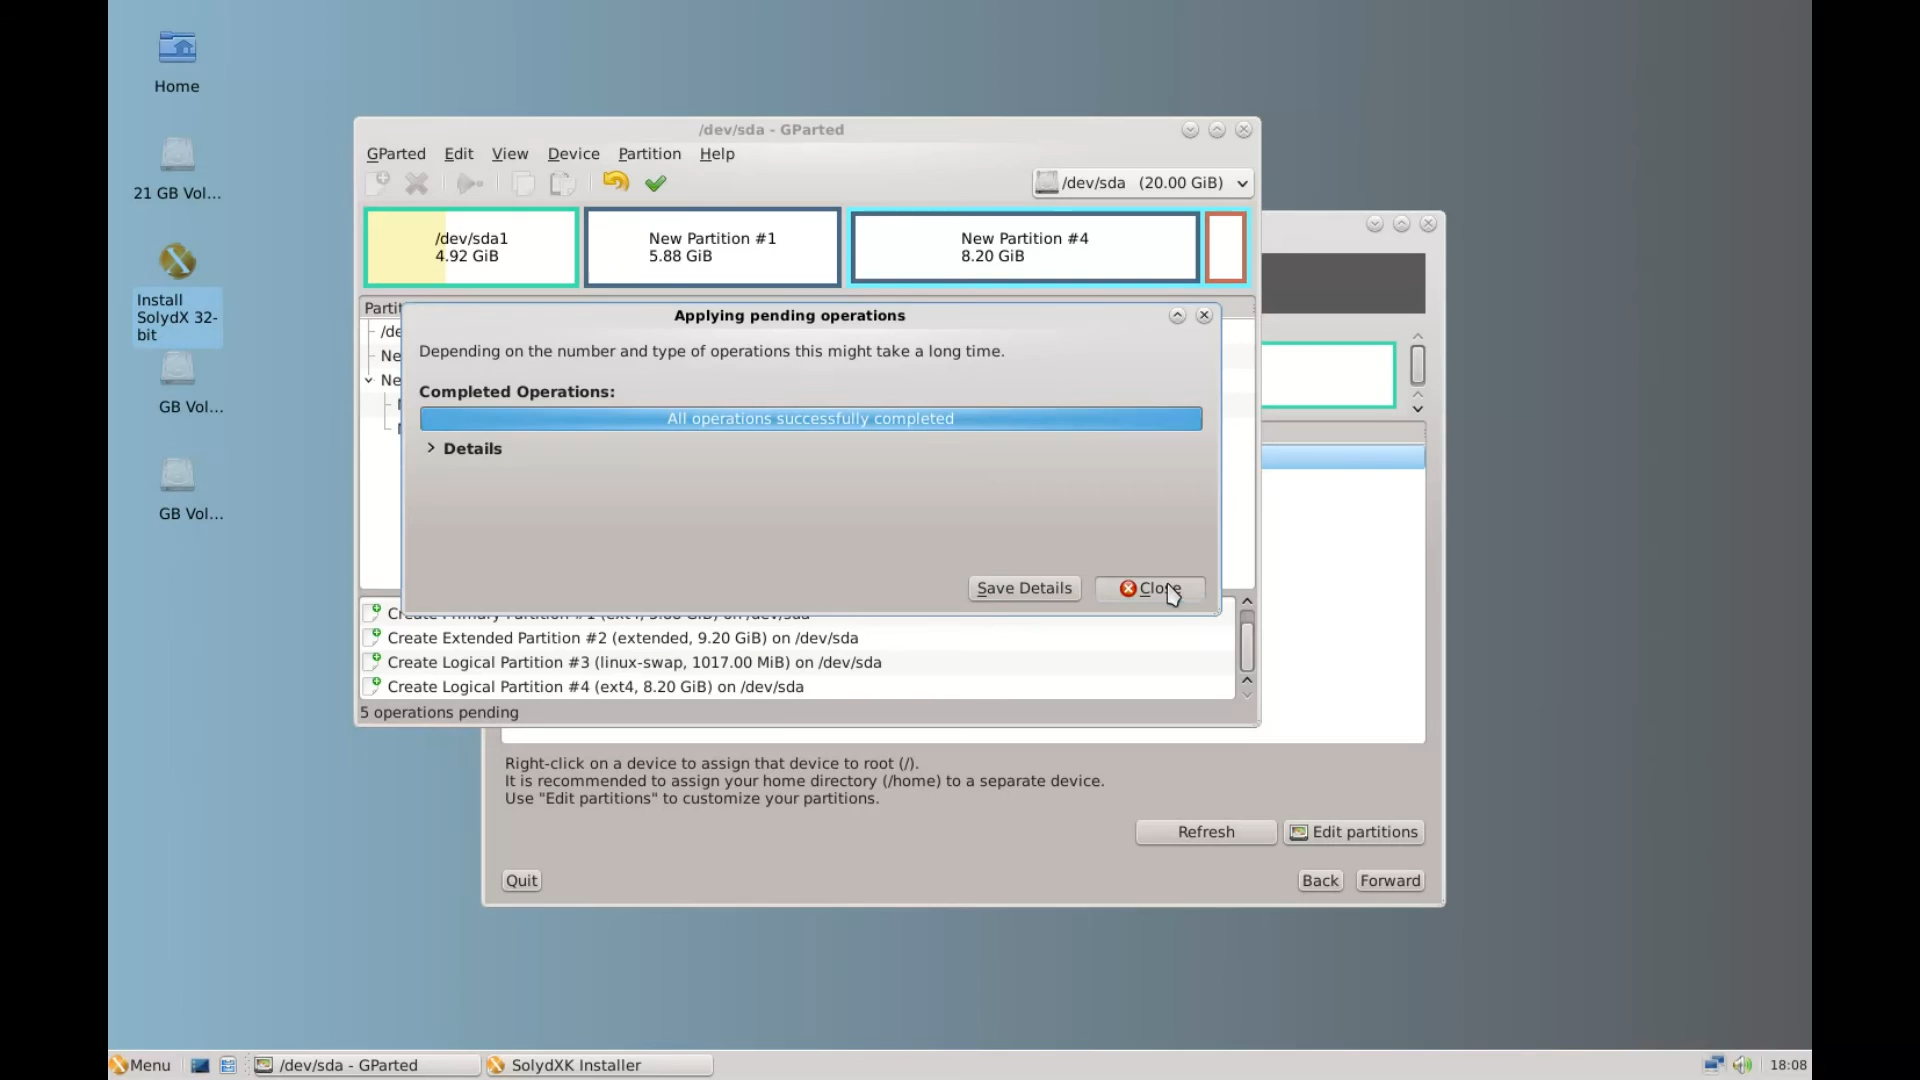 Home
21 GB Vol...
Install
SolydX 32-
bit
GB Vol...
GB Vol...
/dev/sda - GParted
GParted Edit View Device Partition Help
/dev/sda (20.00 GiB)
/dev/sda1
4.92 GiB
New Partition #1
5.88 GiB
New Partition #4
8.20 GiB
Applying pending operations
Depending on the number and type of operations this might take a long time.
Completed Operations:
All operations successfully completed
Details
Save Details
Close
Create Extended Partition #2 (extended, 9.20 GiB) on /dev/sda
Create Logical Partition #3 (linux-swap, 1017.00 MiB) on /dev/sda
Create Logical Partition #4 (ext4, 8.20 GiB) on /dev/sda
5 operations pending
Right-click on a device to assign that device to root (/).
It is recommended to assign your home directory (/home) to a separate device.
Use "Edit partitions" to customize your partitions.
Refresh
Edit partitions
Quit
Back
Forward
Menu
/dev/sda - GParted
SolydXK Installer
18:08